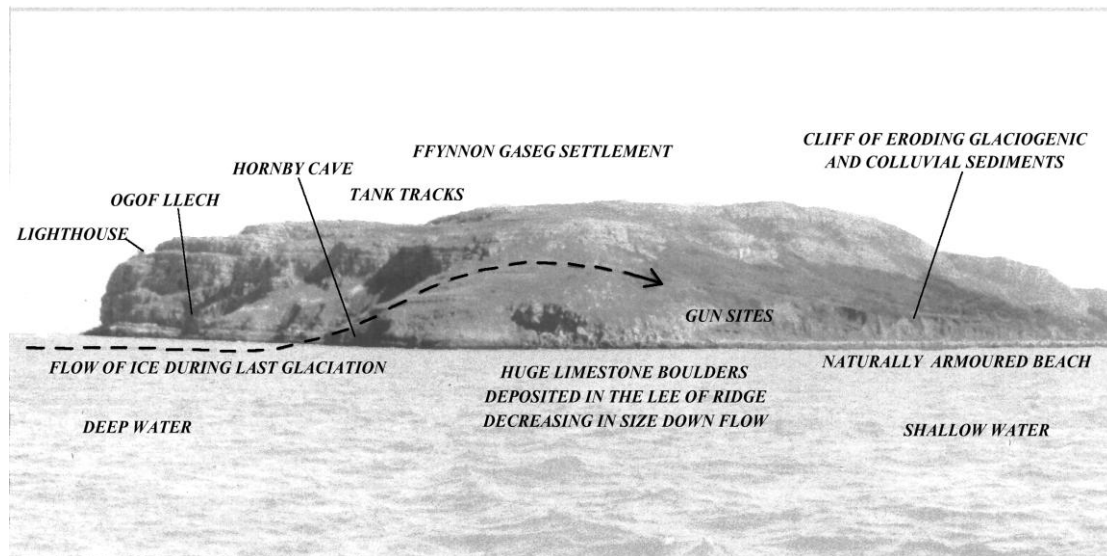 CLIFF OF ERODING GLACIOGENIC
AND COLLUVIAL SEDIMENTS
FFYNNON GASEG SETTLEMENT
HORNBY CAVE
TANK TRACKS
OGOF LLECH
LIGHTHOUSE
GUN SITES
FLOW OF ICE DURING LAST GLACIATION
NATURALLY ARMOURED BEACH
HUGE LIMESTONE BOULDERS
DEPOSITED IN THE LEE OF RIDGE
DECREASING IN SIZE DOWN FLOW
DEEP WATER
SHALLOW WATER